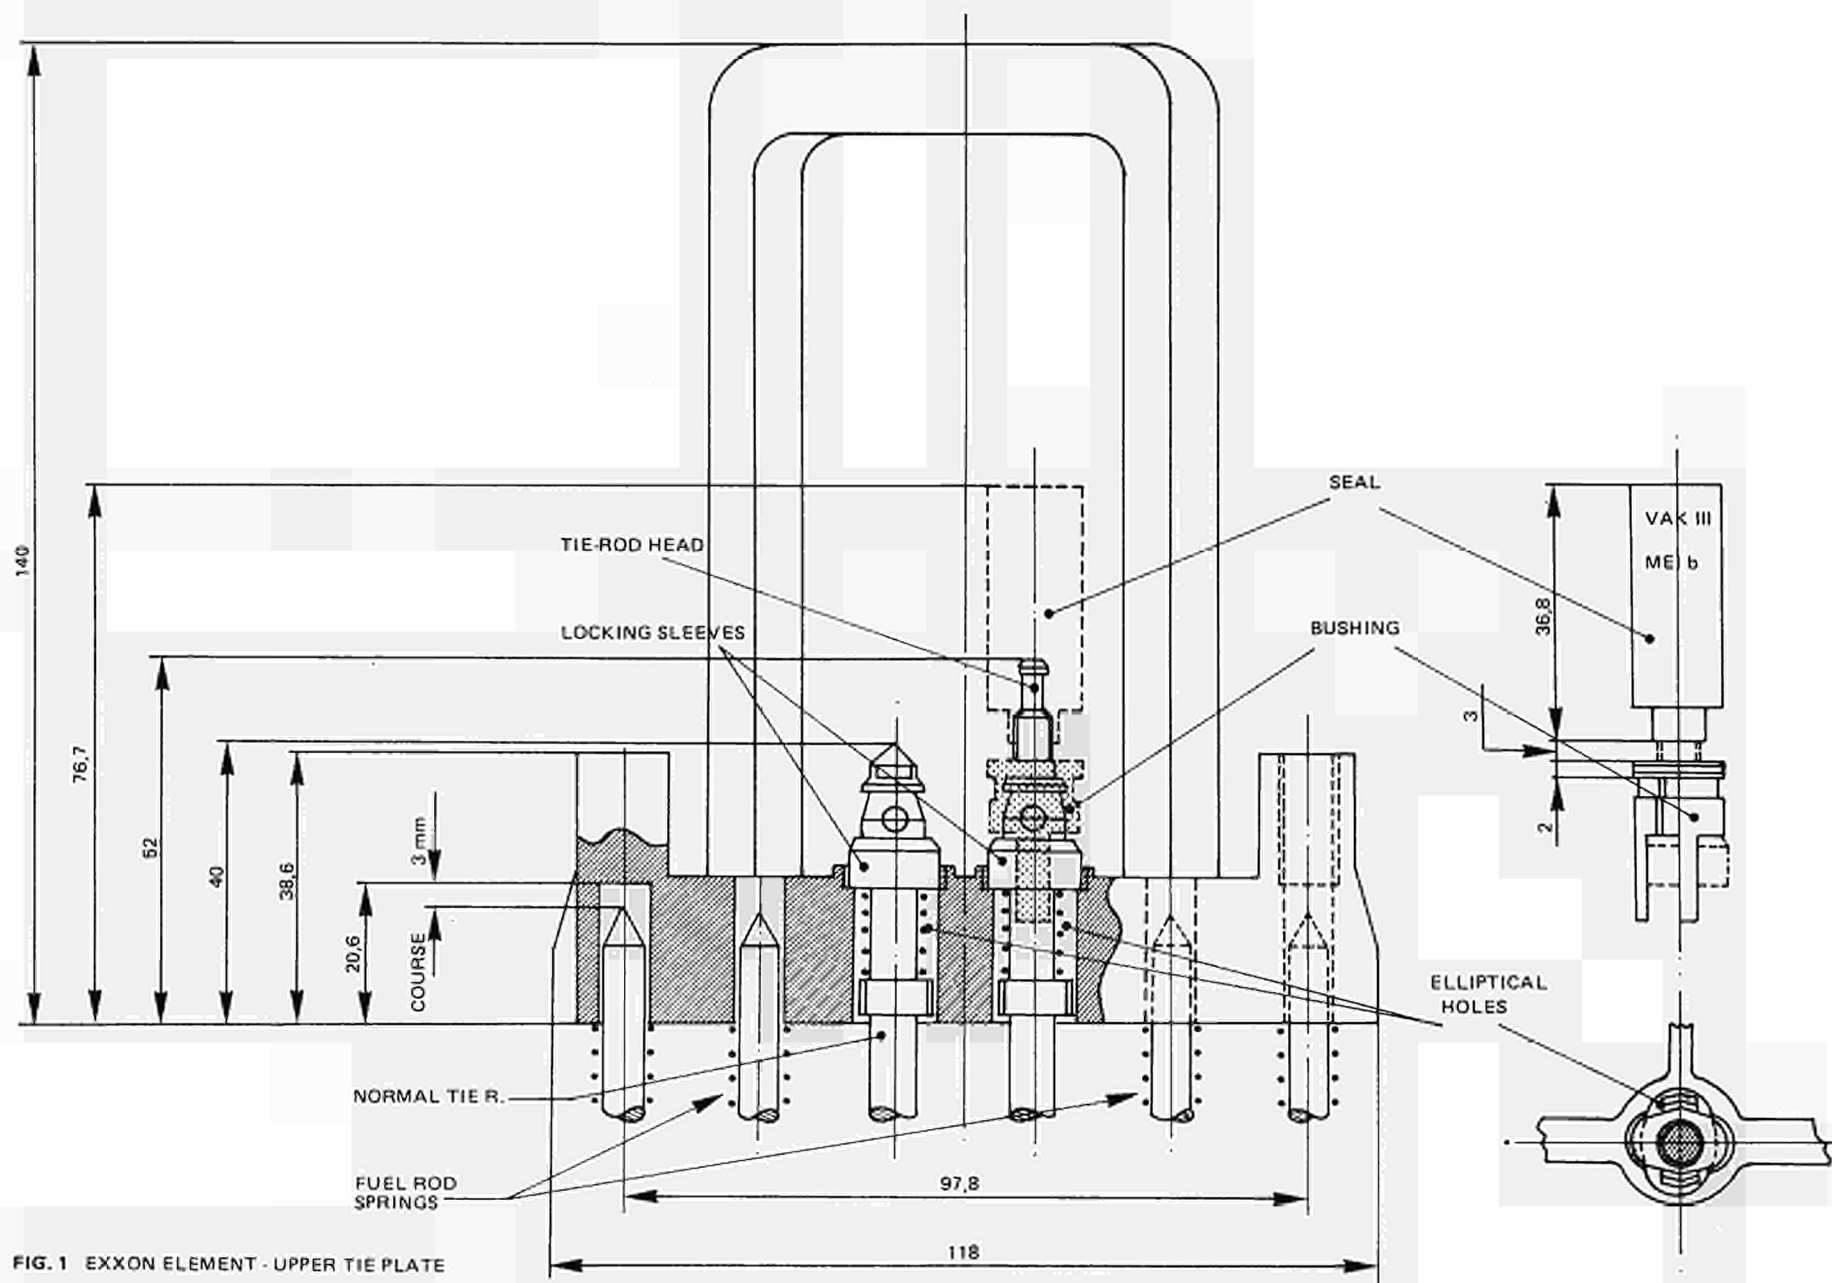 140
76,7
62
40
38,6
20,6
3 mm
COURSE
TIE-ROD HEAD
LOCKING SLEEVES
SEAL
BUSHING
VAK III
36,8
3
2
ELLIPTICAL
HOLES
NORMAL TIE R.
FUEL ROD
SPRINGS
97,8
118
FIG. 1 EXXON ELEMENT - UPPER TIE PLATE